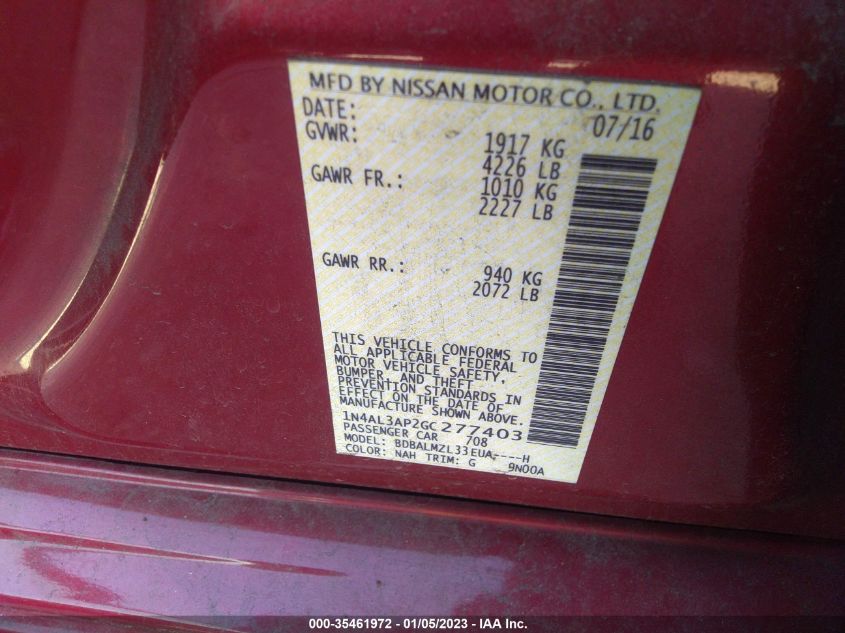 MFD BY NISSAN MOTOR CO., LTD.
DATE: 07/16
GVWR: 1917 KG
4226 LB
GAWR FR.: 1010 KG
2227 LB
GAWR RR.: 940 KG
2072 LB
THIS VEHICLE CONFORMS TO
ALL APPLICABLE FEDERAL
MOTOR VEHICLE SAFETY,
BUMPER, AND THEFT
PREVENTION STANDARDS IN
EFFECT ON THE DATE OF
MANUFACTURE SHOWN ABOVE.
1N4AL3AP2GC277403
PASSENGER CAR 708
MODEL: BDBALMZL33EUA----H
COLOR: NAH TRIM: G 9N00A
000-35461972 - 01/05/2023 - IAA Inc.